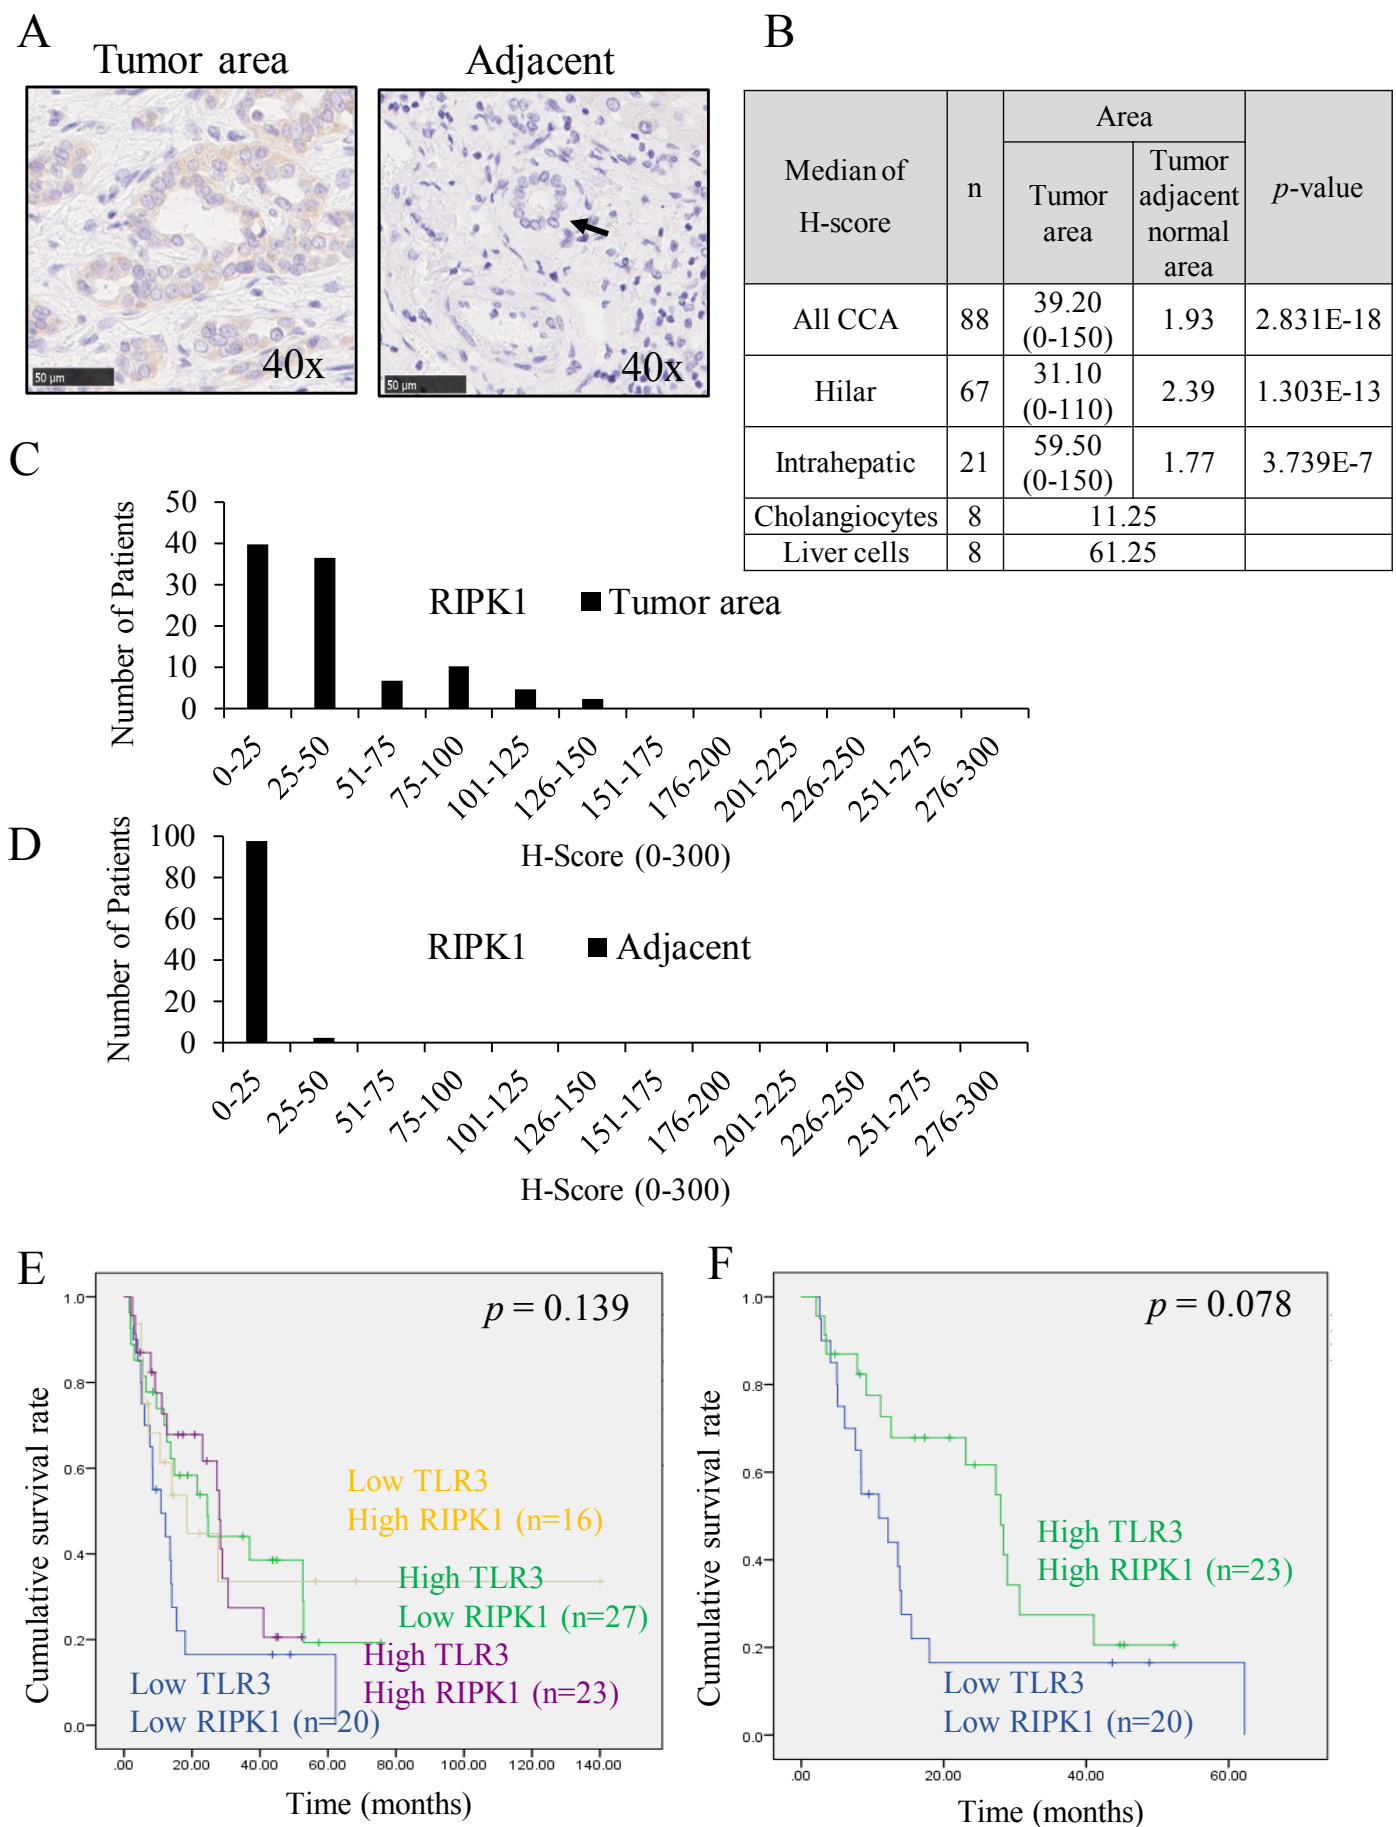 A
Tumor area
Adjacent
50 µm
40x
50 µm
40x
B
Median of
H-score
n
Area
Tumor
area
Tumor
adjacent
normal
area
p-value
All CCA
88
39.20
(0-150)
1.93
2.831E-18
Hilar
67
31.10
(0-110)
2.39
1.303E-13
Intrahepatic
21
59.50
(0-150)
1.77
3.739E-7
Cholangiocytes
8
11.25
Liver cells
8
61.25
C
Number of Patients
50
40
30
20
10
0
RIPK1
Tumor area
0-25
25-50
51-75
75-100
101-125
126-150
151-175
176-200
201-225
226-250
251-275
276-300
H-Score (0-300)
D
Number of Patients
100
80
60
40
20
0
RIPK1
Adjacent
0-25
25-50
51-75
75-100
101-125
126-150
151-175
176-200
201-225
226-250
251-275
276-300
H-Score (0-300)
E
Cumulative survival rate
1.0
0.8
0.6
0.4
0.2
0.0
p = 0.139
Low TLR3
High RIPK1 (n=16)
High TLR3
Low RIPK1 (n=27)
High TLR3
High RIPK1 (n=23)
Low TLR3
Low RIPK1 (n=20)
.00
20.00
40.00
60.00
80.00
100.00
120.00
140.00
Time (months)
F
Cumulative survival rate
1.0
0.8
0.6
0.4
0.2
0.0
p = 0.078
High TLR3
High RIPK1 (n=23)
Low TLR3
Low RIPK1 (n=20)
.00
20.00
40.00
60.00
Time (months)